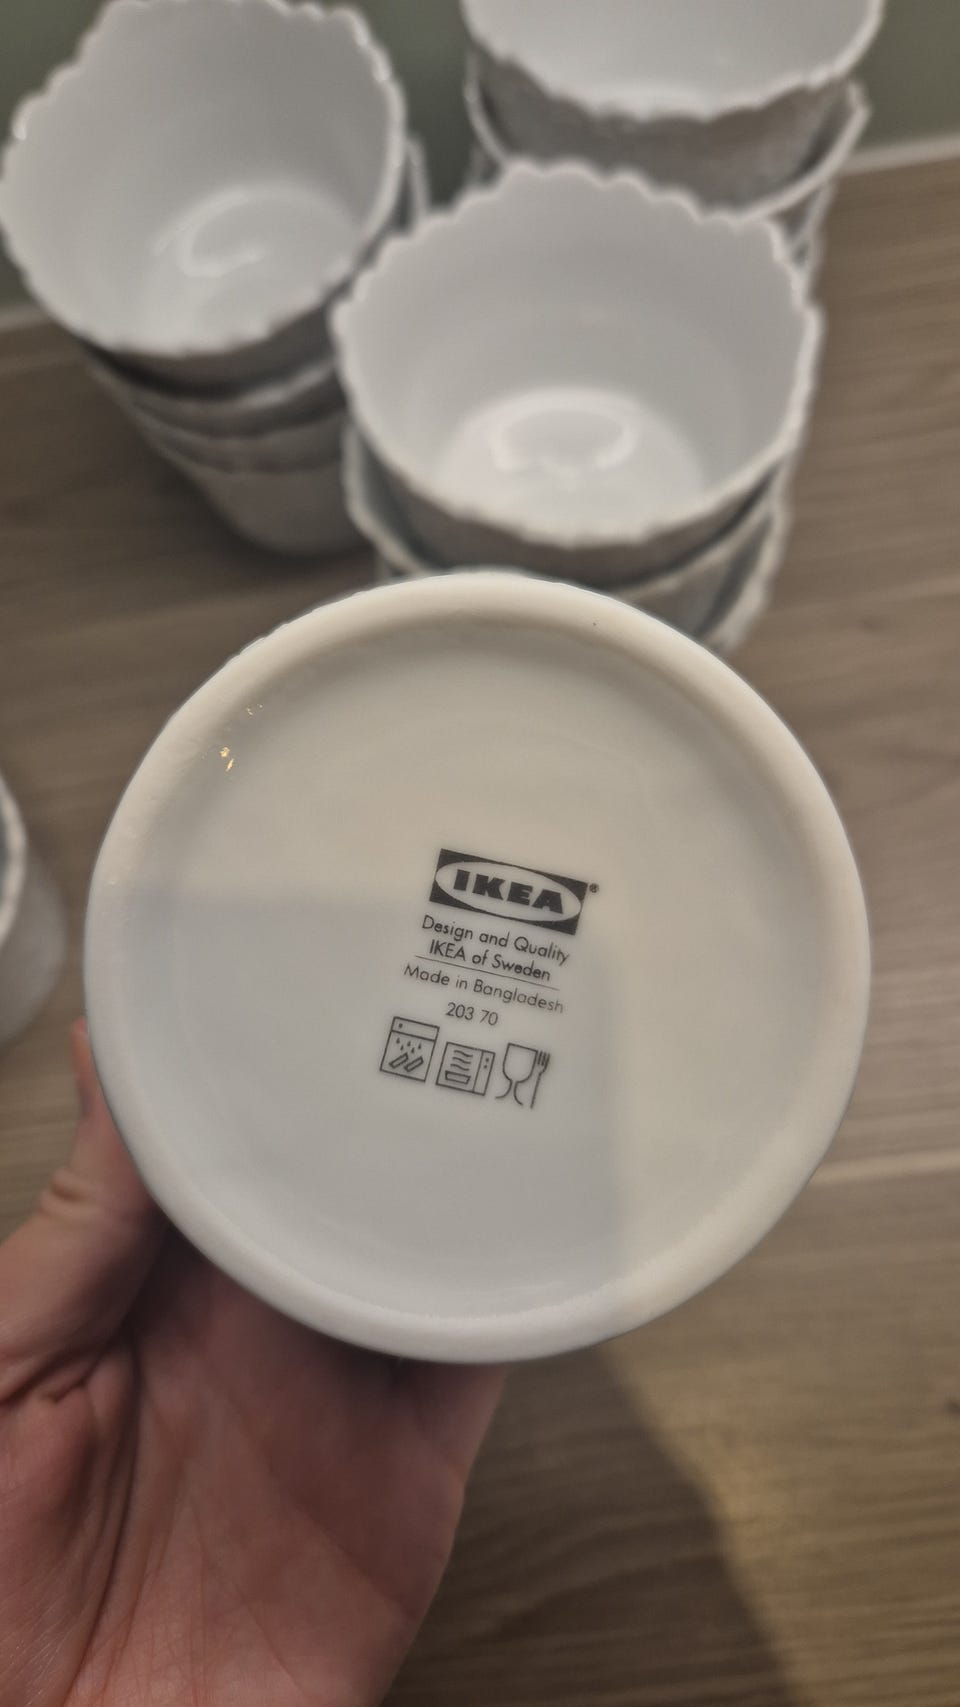 IKEA®
Design and Quality
IKEA of Sweden
Made in Bangladesh
203 70